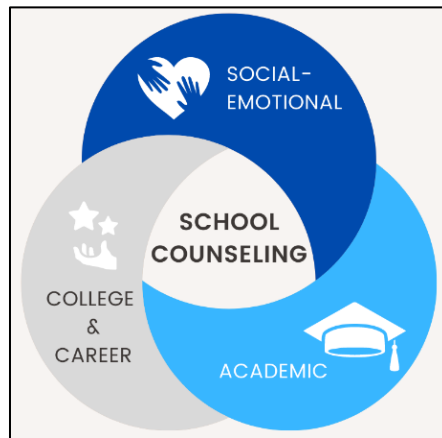 SOCIAL-
EMOTIONAL
SCHOOL
COUNSELING
COLLEGE
&
CAREER
ACADEMIC